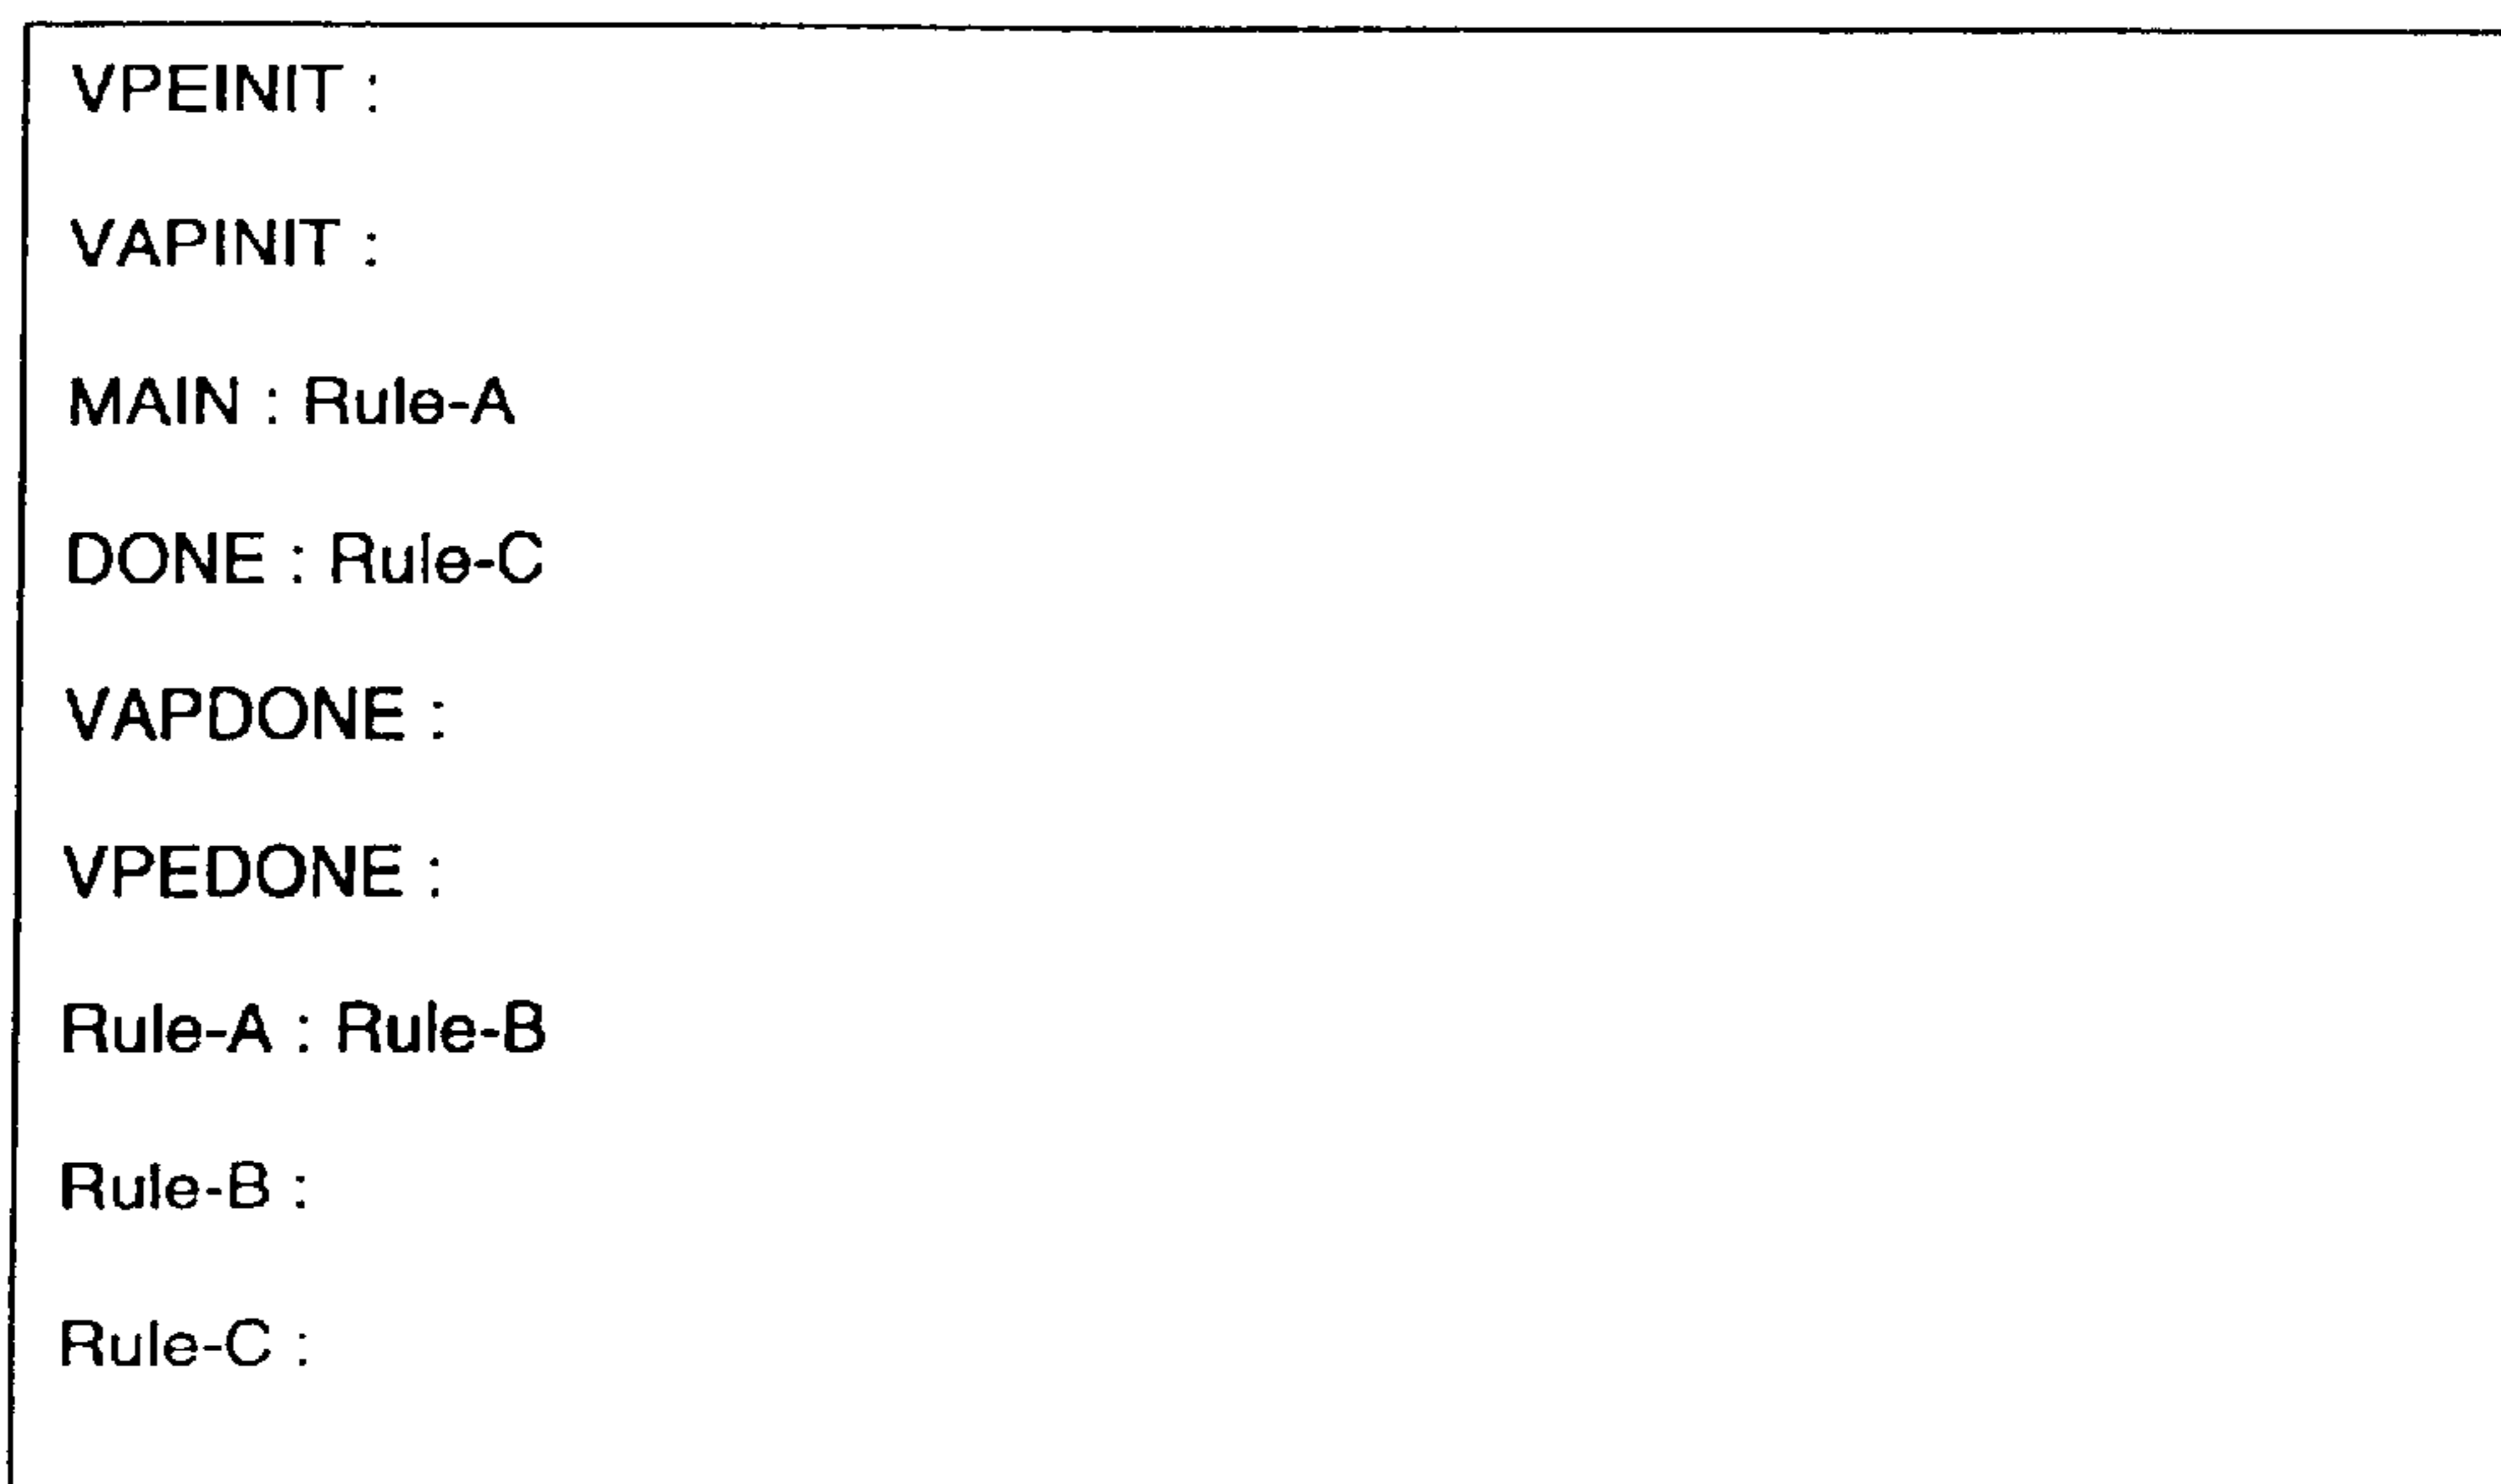 VPEINIT :
VAPINIT :
MAIN : Rule-A
DONE : Rule-C
VAPDONE :
VPEDONE :
Rule-A : Rule-B
Rule-B :
Rule-C :